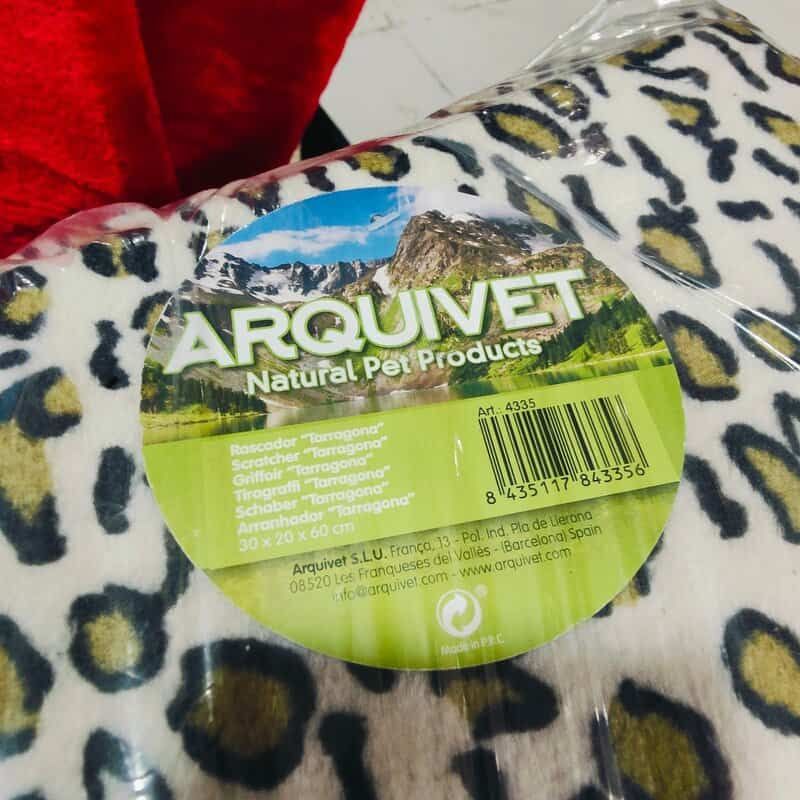 ARQUIVET
Natural Pet Products
Art.: 4335
Rascador "Tarragona"
Scratcher "Tarragona"
Griffoir "Tarragona"
Tiragraffi "Tarragona"
Schaber "Tarragona"
Arranhador "Tarragona"
30 x 20 x 60 cm
8 435117 843356
Arquivet S.L.U. França, 13 - Pol. Ind. Pla de Llerona
08520 Les Franqueses del Vallès - (Barcelona) Spain
info@arquivet.com - www.arquivet.com
Made in P.R.C